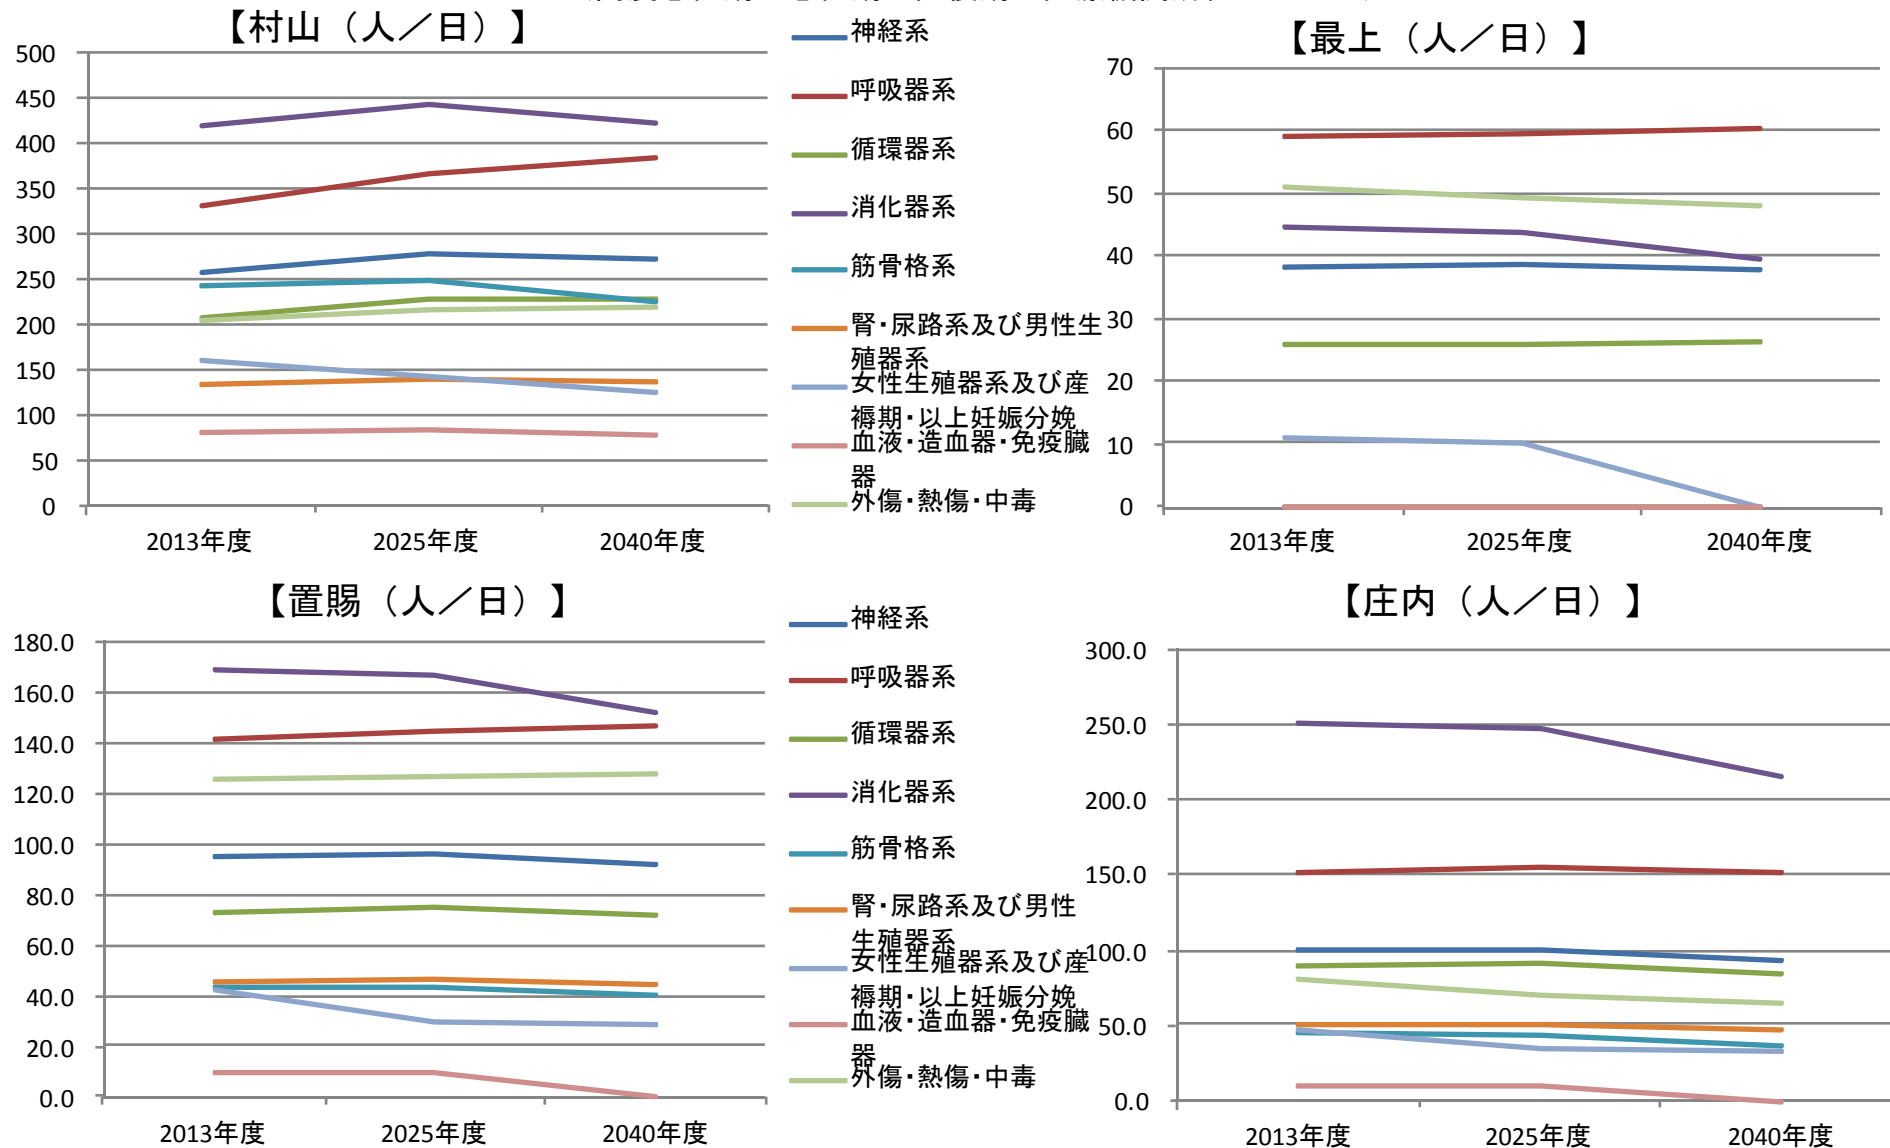 【村山（人／日）】
500
450
400
350
300
250
200
150
100
50
0
2013年度
2025年度
2040年度
神経系
呼吸器系
循環器系
消化器系
筋骨格系
腎・尿路系及び男性生
殖器系
女性生殖器系及び産
褥期・以上妊娠分娩
血液・造血器・免疫臓
器
外傷・熱傷・中毒
【最上（人／日）】
70
60
50
40
30
20
10
0
2013年度
2025年度
2040年度
【置賜（人／日）】
180.0
160.0
140.0
120.0
100.0
80.0
60.0
40.0
20.0
0.0
2013年度
2025年度
2040年度
神経系
呼吸器系
循環器系
消化器系
筋骨格系
腎・尿路系及び男性
生殖器系
女性生殖器系及び産
褥期・以上妊娠分娩
血液・造血器・免疫臓
器
外傷・熱傷・中毒
【庄内（人／日）】
300.0
250.0
200.0
150.0
100.0
50.0
0.0
2013年度
2025年度
2040年度